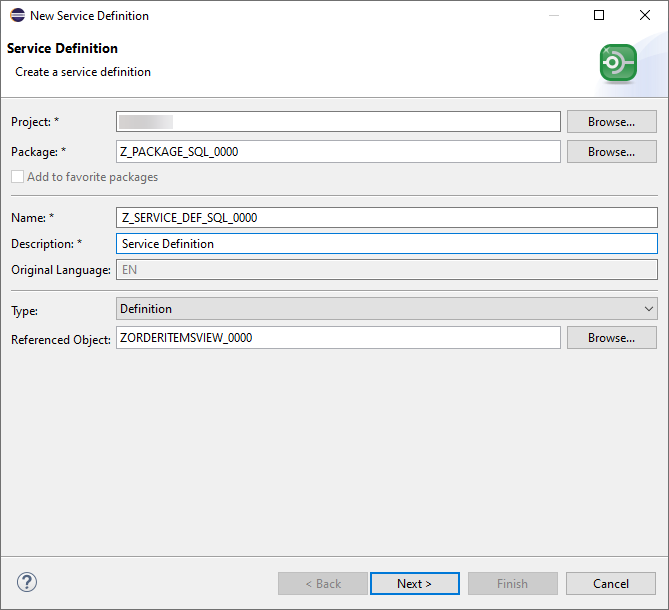 New Service Definition
Service Definition
Create a service definition
Project: * Browse...
Package: * Z_PACKAGE_SQL_0000 Browse...
Add to favorite packages
Name: * Z_SERVICE_DEF_SQL_0000
Description: * Service Definition
Original Language: EN
Type: Definition
Referenced Object: ZORDERITEMSVIEW_0000 Browse...
? < Back Next > Finish Cancel